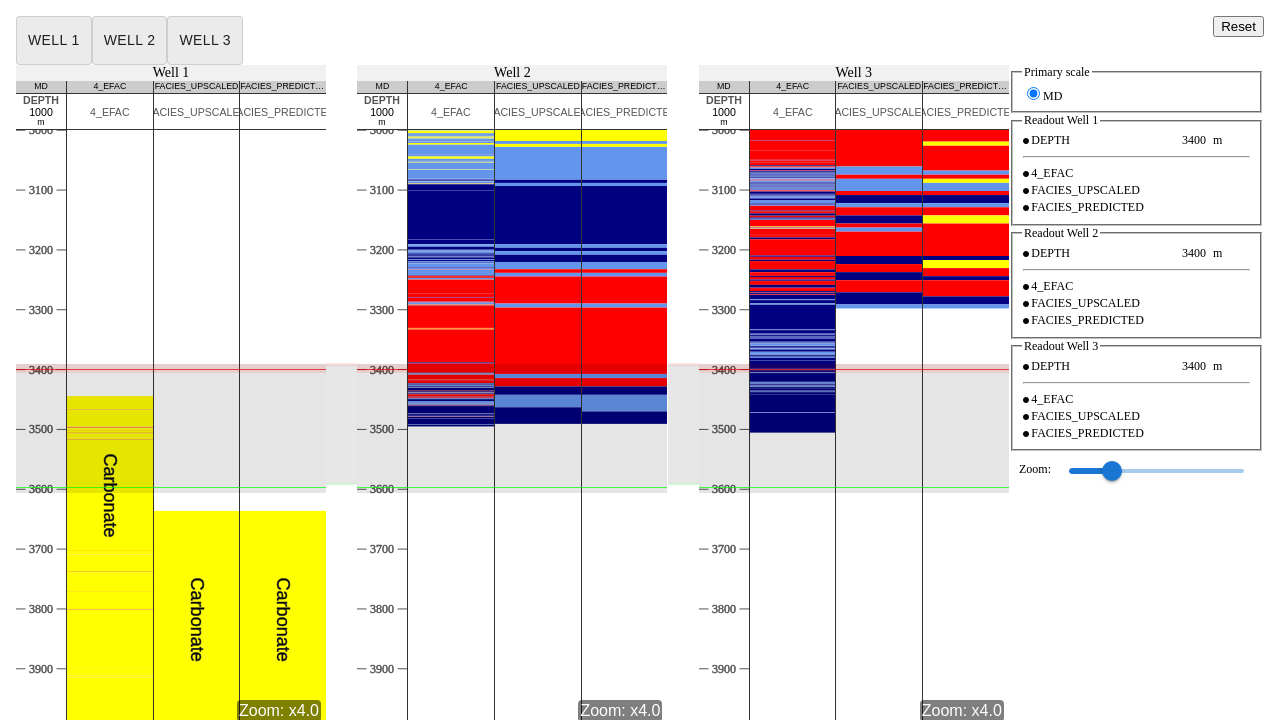 WELL 1 WELL 2 WELL 3
Reset
Well 1
MD 4_EFAC FACIES_UPSCALED FACIES_PREDICT…
DEPTH
1000
m
4_EFAC ACIES_UPSCALE ACIES_PREDICTE
3000
3100
3200
3300
3400
3500
3600
3700
3800
3900
Carbonate
Carbonate
Carbonate
Zoom: x4.0
Well 2
MD 4_EFAC FACIES_UPSCALED FACIES_PREDICT…
DEPTH
1000
m
4_EFAC ACIES_UPSCALE ACIES_PREDICTE
3000
3100
3200
3300
3400
3500
3600
3700
3800
3900
Zoom: x4.0
Well 3
MD 4_EFAC FACIES_UPSCALED FACIES_PREDICT…
DEPTH
1000
m
4_EFAC ACIES_UPSCALE ACIES_PREDICTE
3000
3100
3200
3300
3400
3500
3600
3700
3800
3900
Zoom: x4.0
Primary scale
MD
Readout Well 1
DEPTH 3400 m
4_EFAC
FACIES_UPSCALED
FACIES_PREDICTED
Readout Well 2
DEPTH 3400 m
4_EFAC
FACIES_UPSCALED
FACIES_PREDICTED
Readout Well 3
DEPTH 3400 m
4_EFAC
FACIES_UPSCALED
FACIES_PREDICTED
Zoom: